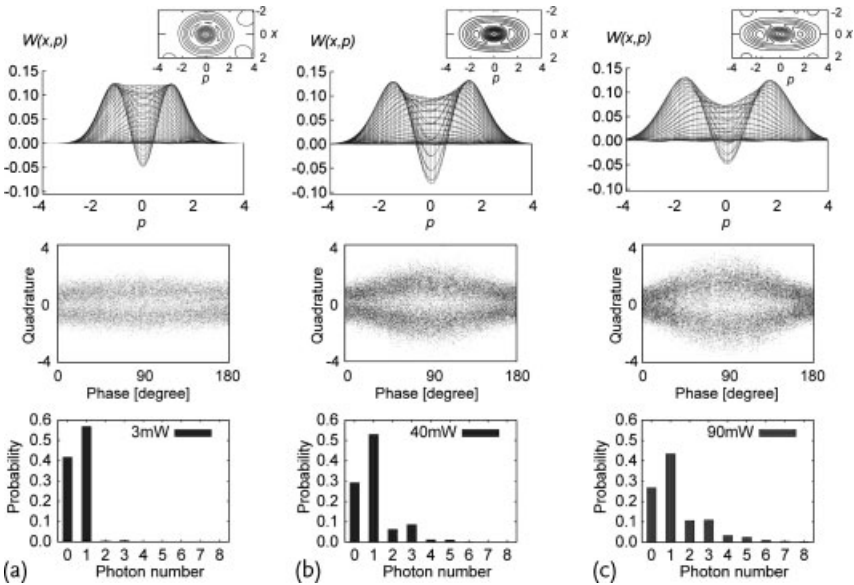 -2
0 x
2
-4 -2 0 2 4
p
W(x,p)
0.15
0.10
0.05
0.00
-0.05
-0.10
-4 -2 0 2 4
p
4
0
-4
Quadrature
0 90 180
Phase [degree]
0.6
0.5
0.4
0.3
0.2
0.1
0.0
Probability
3mW
0 1 2 3 4 5 6 7 8
(a) Photon number
-2
0 x
2
-4 -2 0 2 4
p
W(x,p)
0.15
0.10
0.05
0.00
-0.05
-0.10
-4 -2 0 2 4
p
4
0
-4
Quadrature
0 90 180
Phase [degree]
0.6
0.5
0.4
0.3
0.2
0.1
0.0
Probability
40mW
0 1 2 3 4 5 6 7 8
(b) Photon number
-2
0 x
2
-4 -2 0 2 4
p
W(x,p)
0.15
0.10
0.05
0.00
-0.05
-0.10
-4 -2 0 2 4
p
4
0
-4
Quadrature
0 90 180
Phase [degree]
0.6
0.5
0.4
0.3
0.2
0.1
0.0
Probability
90mW
0 1 2 3 4 5 6 7 8
(c) Photon number